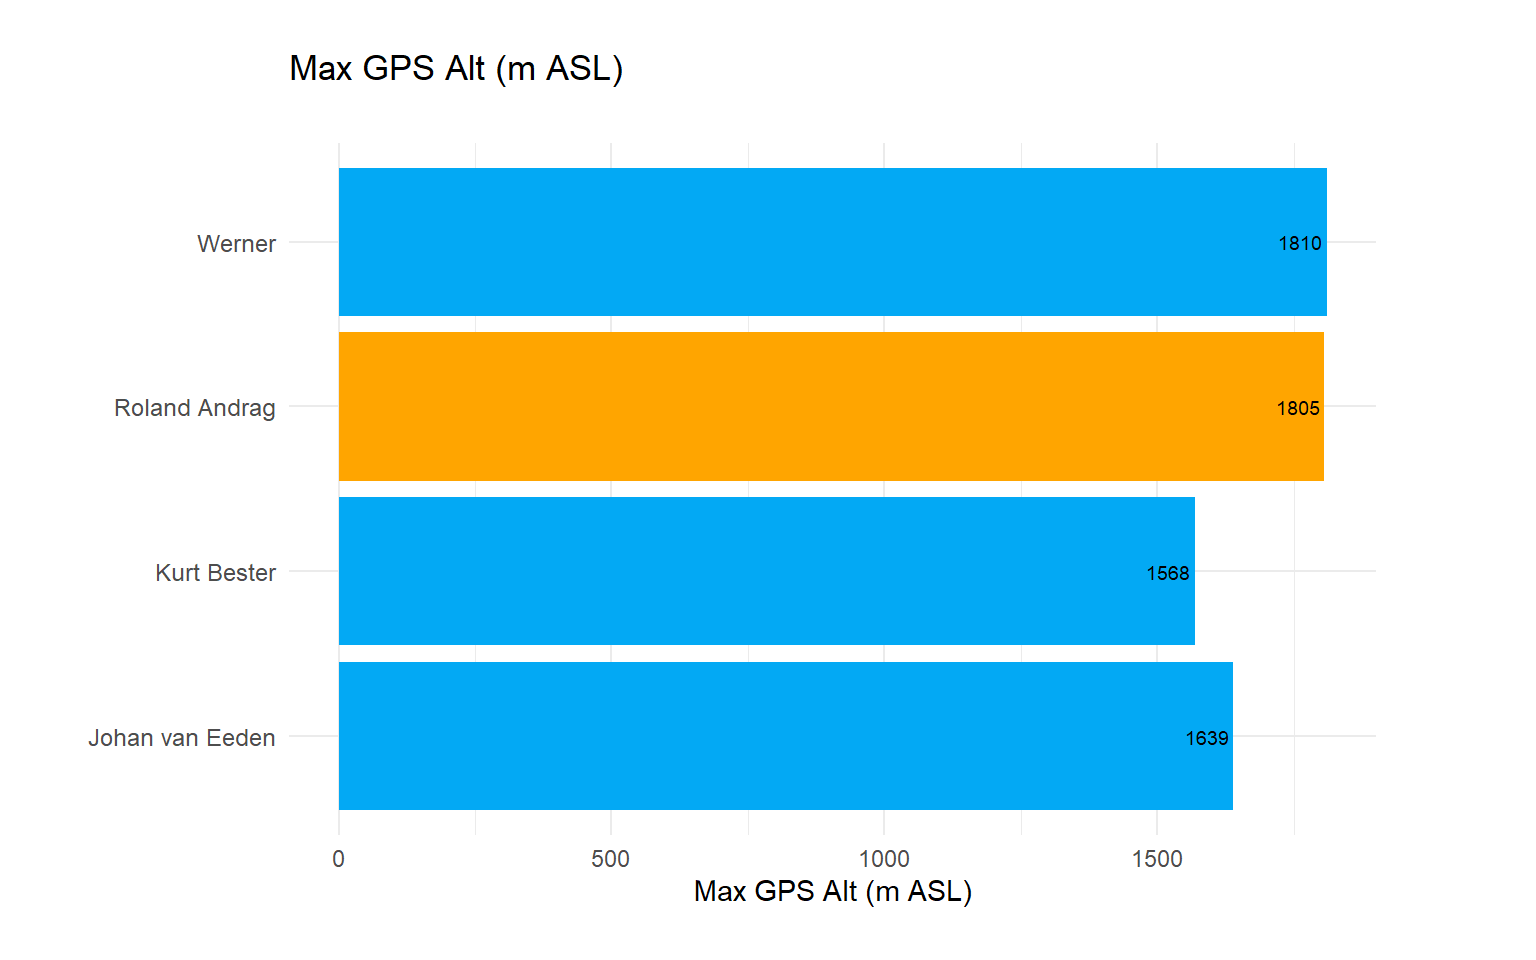 Max GPS Alt (m ASL)
Werner
1810
Roland Andrag
1805
Kurt Bester
1568
Johan van Eeden
1639
0 500 1000 1500
Max GPS Alt (m ASL)